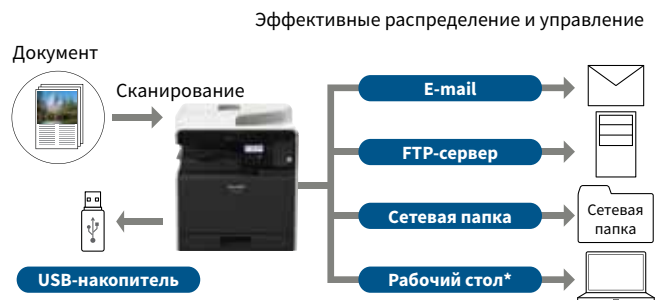 Эффективные распределение и управление
Документ
Сканирование
E-mail
FTP-сервер
Сетевая папка
Сетевая
папка
USB-накопитель
Рабочий стол*